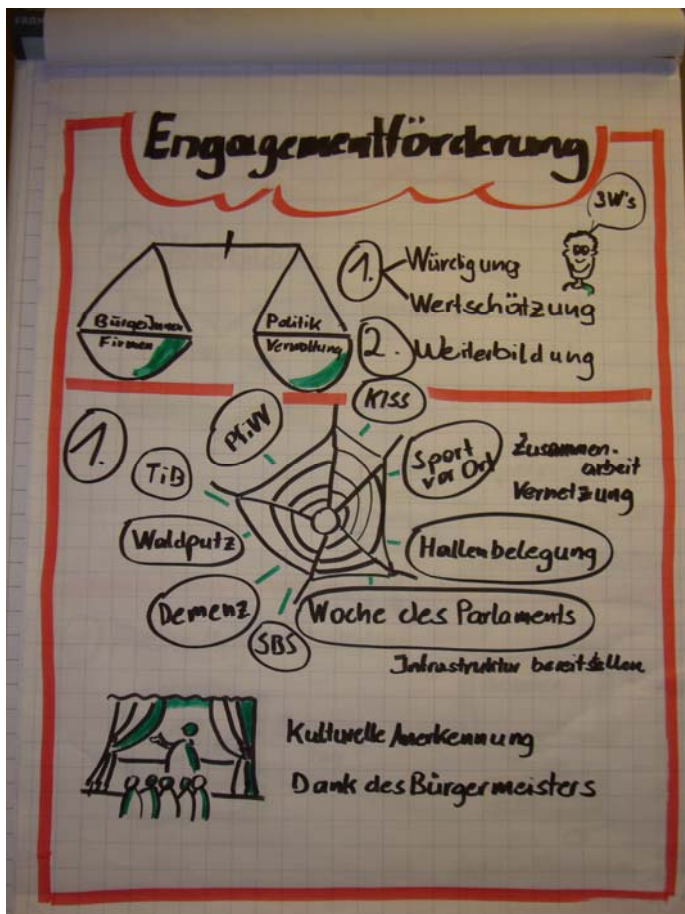 Engagementförderung
3W's
1. Würdigung
Wertschätzung
2. Weiterbildung
BürgerInnen
Firmen
Politik
Verwaltung
1.
PfiW
KISS
TiB
Sport
vor Ort
Zusammen-
arbeit
Vernetzung
Waldputz
Hallenbelegung
Demenz
SBS
Woche des Parlaments
Infrastruktur bereitstellen
Kulturelle Anerkennung
Dank des Bürgermeisters